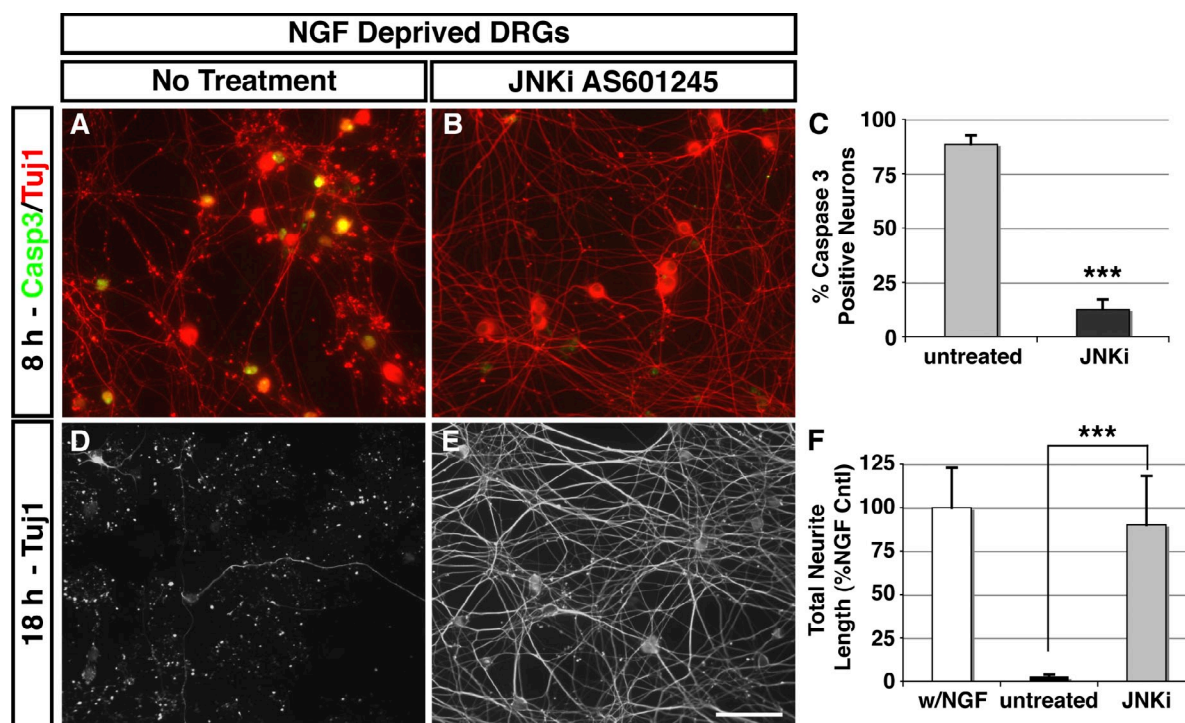 NGF Deprived DRGs
No Treatment
JNKi AS601245
8 h - Casp3/Tuj1
A
B
C
% Caspase 3
Positive Neurons
100
75
50
25
0
***
untreated
JNKi
18 h - Tuj1
D
E
F
Total Neurite
Length (%NGF Cntl)
125
100
75
50
25
0
***
w/NGF
untreated
JNKi